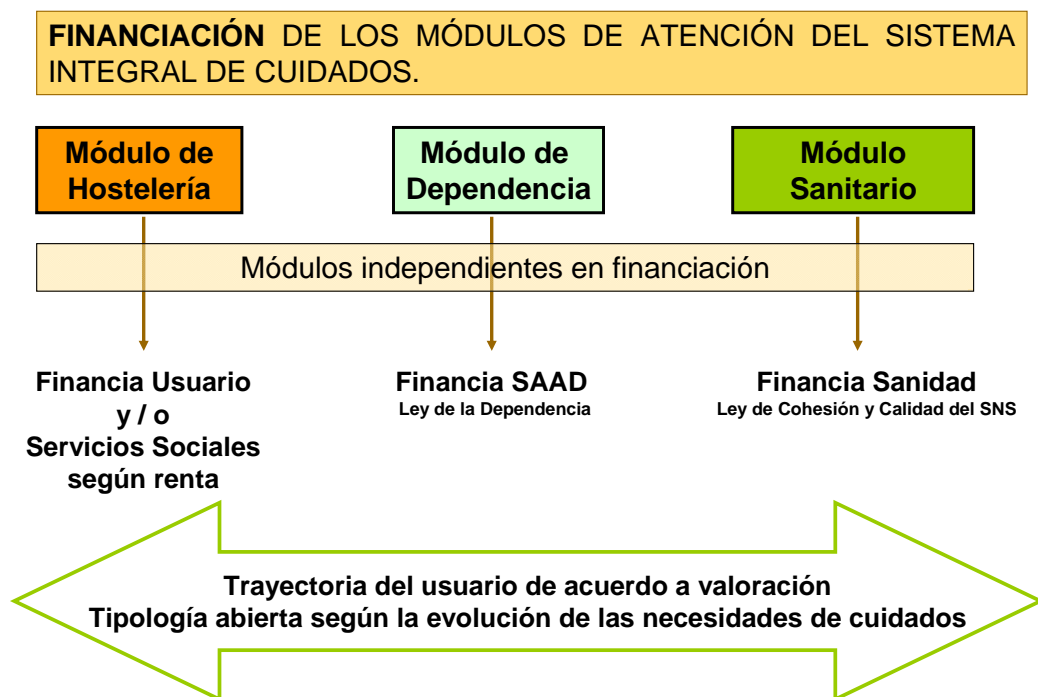 FINANCIACIÓN DE LOS MÓDULOS DE ATENCIÓN DEL SISTEMA
INTEGRAL DE CUIDADOS.
Módulo de
Hostelería
Módulo de
Dependencia
Módulo
Sanitario
Módulos independientes en financiación
Financia Usuario
y / o
Servicios Sociales
según renta
Financia SAAD
Ley de la Dependencia
Financia Sanidad
Ley de Cohesión y Calidad del SNS
Trayectoria del usuario de acuerdo a valoración
Tipología abierta según la evolución de las necesidades de cuidados